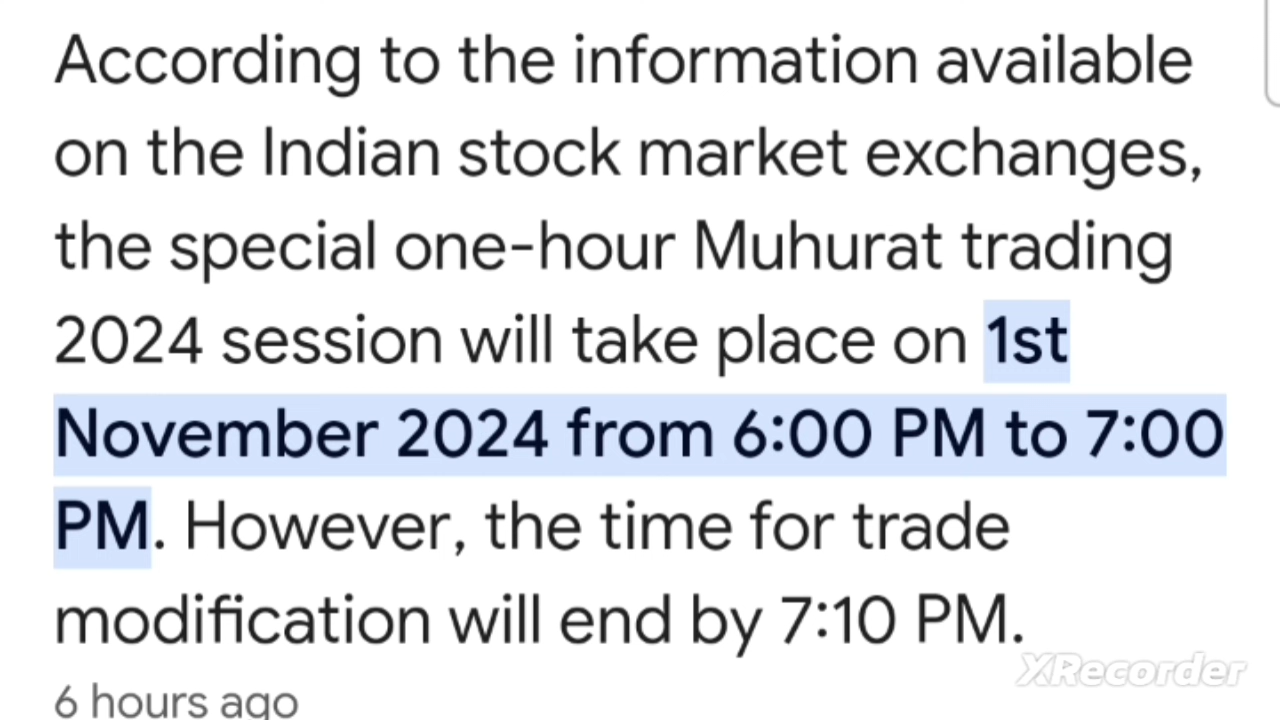 According to the information available
on the Indian stock market exchanges,
the special one-hour Muhurat trading
2024 session will take place on 1st
November 2024 from 6:00 PM to 7:00
PM. However, the time for trade
modification will end by 7:10 PM.
XRecorder
6 hours ago